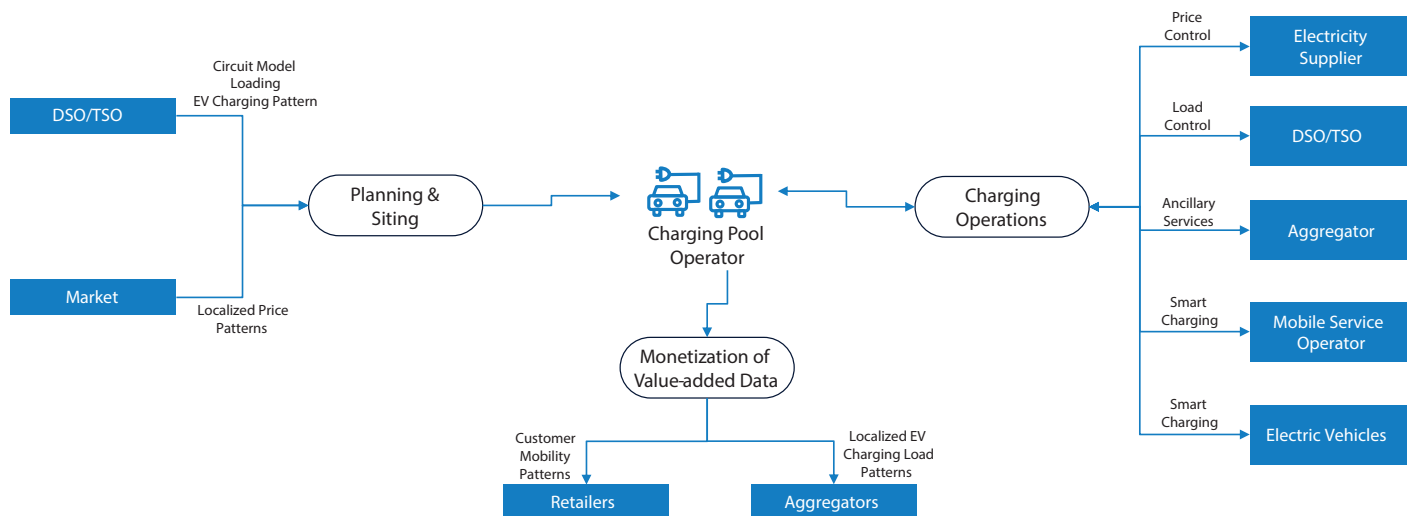 Circuit Model
Loading
EV Charging Pattern
DSO/TSO
Market
Localized Price
Patterns
Planning &
Siting
Charging Pool
Operator
Monetization of
Value-added Data
Customer
Mobility
Patterns
Retailers
Localized EV
Charging Load
Patterns
Aggregators
Charging
Operations
Price
Control
Electricity
Supplier
Load
Control
DSO/TSO
Ancillary
Services
Aggregator
Smart
Charging
Mobile Service
Operator
Smart
Charging
Electric Vehicles